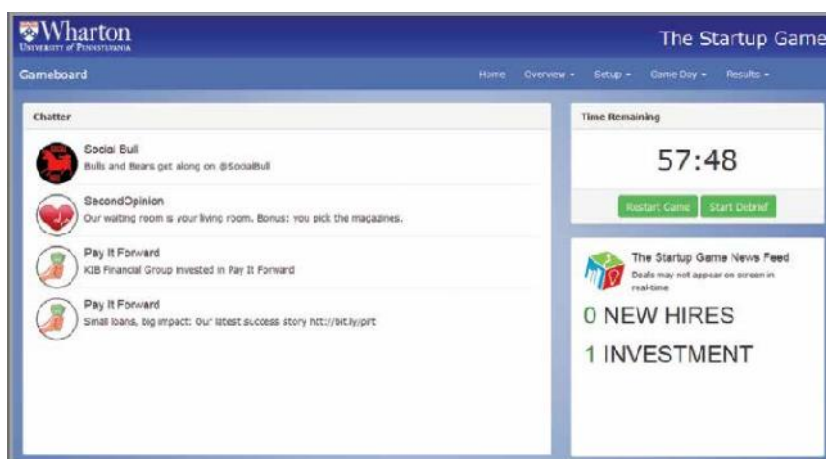 Wharton
UNIVERSITY of PENNSYLVANIA
The Startup Game
Gameboard
Home Overview Setup Game Day Results
Chatter
Social Bull
Bulls and Bears get along on @SocialBull
SecondOpinion
Our waiting room is your living room. Bonus: you pick the magazines.
Pay It Forward
KIB Financial Group invested in Pay It Forward
Pay It Forward
Small loans, big impact: Our latest success story
Time Remaining
57:48
Restart Game Start Debrief
The Startup Game News Feed
Deals may not appear on screen in
real-time
0 NEW HIRES
1 INVESTMENT